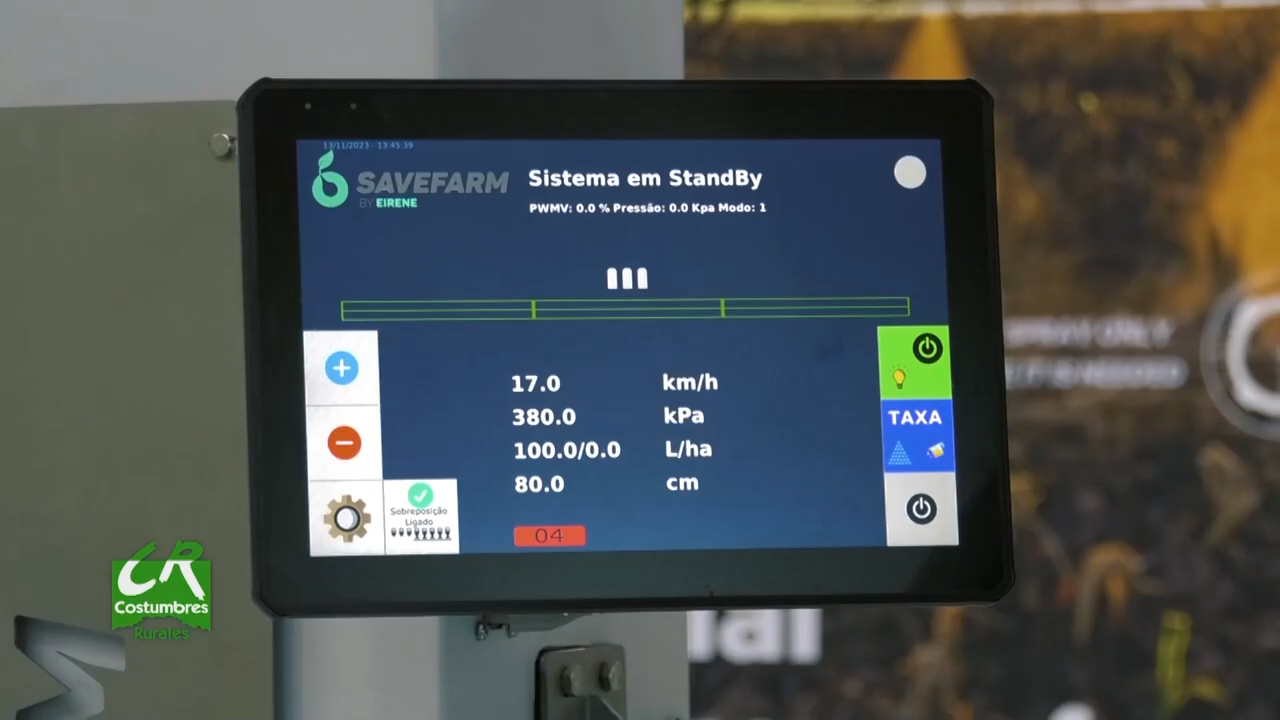 13/11/2023 - 13:45:39
SAVEFARM
BY EIRENE
Sistema em StandBy
PWMV: 0.0 % Pressão: 0.0 Kpa Modo: 1
17.0 km/h
380.0 kPa
TAXA
100.0/0.0 L/ha
80.0 cm
Sobreposição
Ligado
04
CR
Costumbres
Rurales